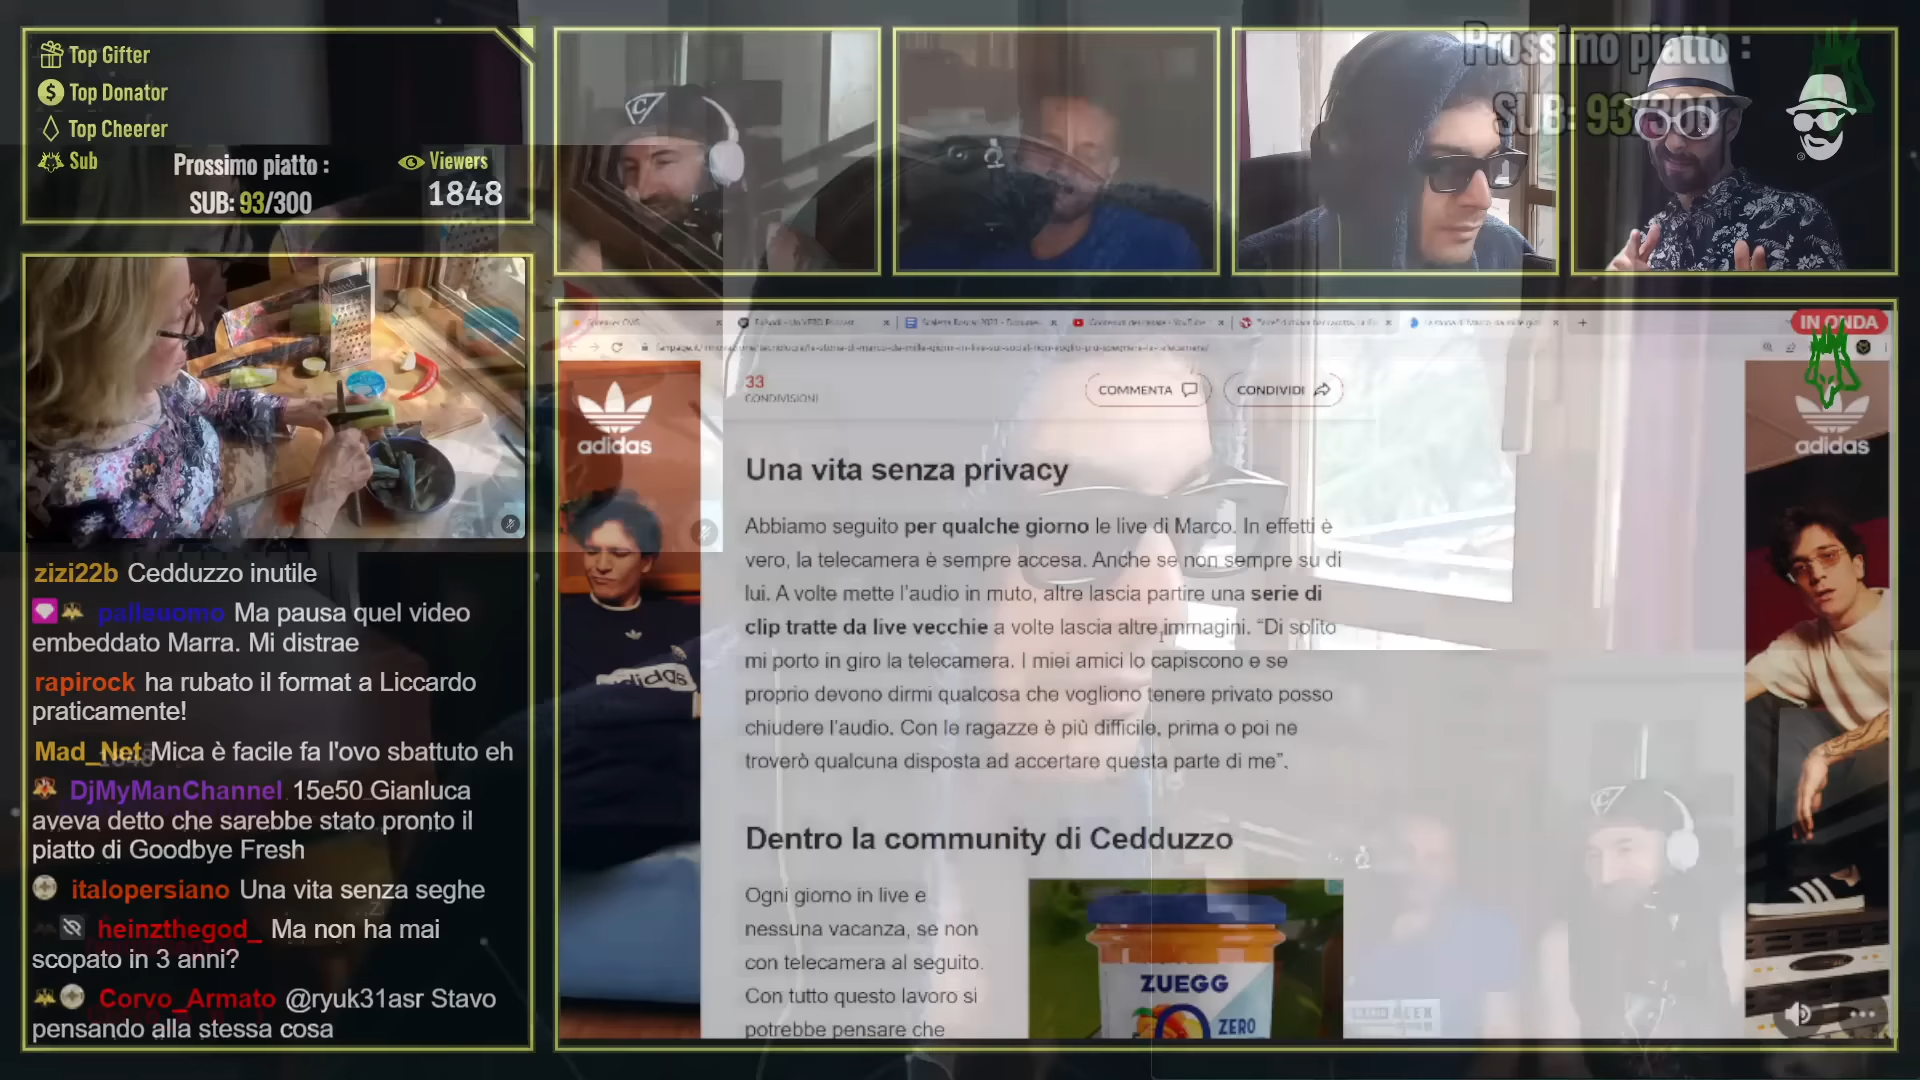 Top Gifter
Top Donator
Top Cheerer
Sub
Prossimo piatto :
SUB: 93/300
Viewers
1848
Prossimo piatto :
SUB: 93/300
zizi22b Cedduzzo inutile
palleuomo Ma pausa quel video
embeddato Marra. Mi distrae
rapirock ha rubato il format a Liccardo
praticamente!
Mad_Net Mica è facile fa l'ovo sbattuto eh
DjMyManChannel 15e50 Gianluca
aveva detto che sarebbe stato pronto il
piatto di Goodbye Fresh
italopersiano Una vita senza seghe
heinzthegod_ Ma non ha mai
scopato in 3 anni?
Corvo_Armato @ryuk31asr Stavo
pensando alla stessa cosa
IN ONDA
33
CONDIVISIONI
COMMENTA
CONDIVIDI
adidas
adidas
adidas
Una vita senza privacy
Abbiamo seguito per qualche giorno le live di Marco. In effetti è
vero, la telecamera è sempre accesa. Anche se non sempre su di
lui. A volte mette l'audio in muto, altre lascia partire una serie di
clip tratte da live vecchie a volte lascia altre immagini. “Di solito
mi porto in giro la telecamera. I miei amici lo capiscono e se
proprio devono dirmi qualcosa che vogliono tenere privato posso
chiudere l'audio. Con le ragazze è più difficile, prima o poi ne
troverò qualcuna disposta ad accertare questa parte di me”.
Dentro la community di Cedduzzo
Ogni giorno in live e
nessuna vacanza, se non
con telecamera al seguito.
Con tutto questo lavoro si
potrebbe pensare che
ZUEGG
ZERO